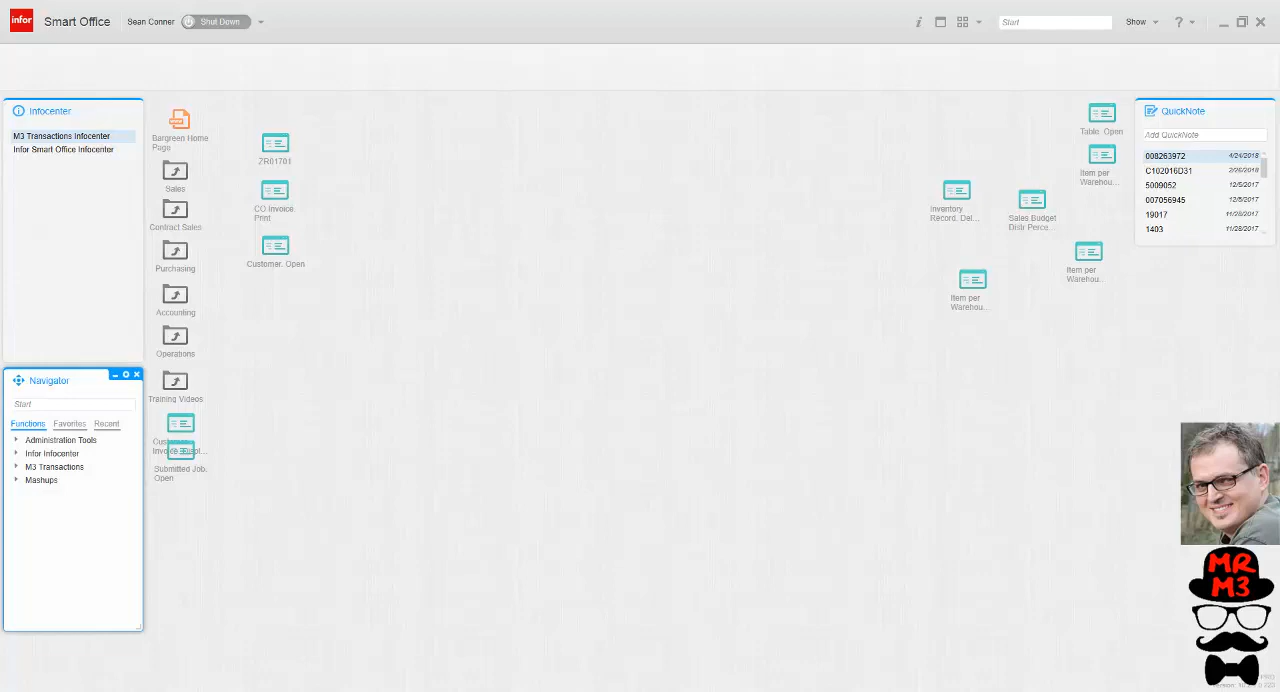 infor Smart Office Sean Conner Shut Down Start Show ?
Infocenter
M3 Transactions Infocenter
Infor Smart Office Infocenter
Navigator
Start
Functions Favorites Recent
Administration Tools
Infor Infocenter
M3 Transactions
Mashups
Bargreen Home
Page
Sales
Contract Sales
Purchasing
Accounting
Operations
Training Videos
Submitted Job.
Open
ZR01701
CO Invoice.
Print
Customer. Open
Inventory
Record. Del...
Sales Budget
Distr Perce...
Item per
Warehou...
Table. Open
Item per
Warehou...
Item per
Warehou...
QuickNote
Add QuickNote
008263972 4/24/2018
C102016D31 2/26/2018
5009052 12/5/2017
007056945 12/5/2017
19017 11/28/2017
1403 11/28/2017
MR
M3